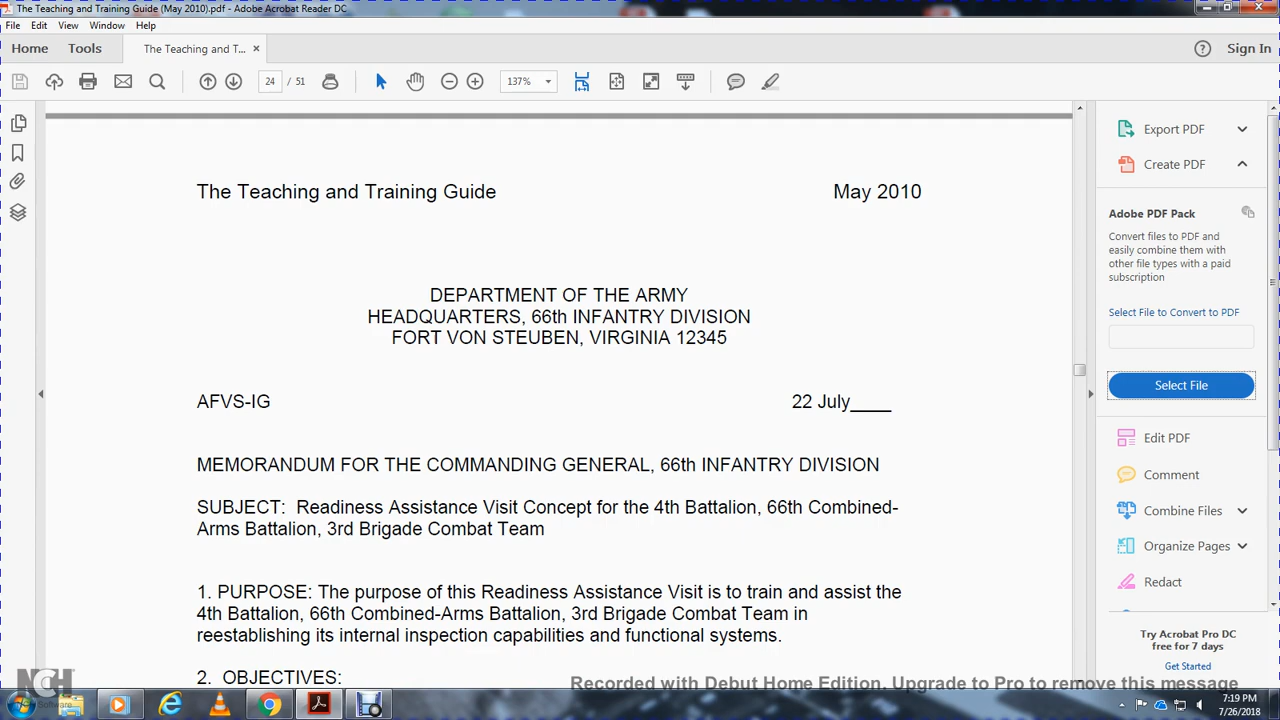 The Teaching and Training Guide (May 2010).pdf - Adobe Acrobat Reader DC
File Edit View Window Help
Home Tools The Teaching and T... × Sign In
24 / 51 137%
The Teaching and Training Guide May 2010
DEPARTMENT OF THE ARMY
HEADQUARTERS, 66th INFANTRY DIVISION
FORT VON STEUBEN, VIRGINIA 12345
AFVS-IG 22 July____
MEMORANDUM FOR THE COMMANDING GENERAL, 66th INFANTRY DIVISION
SUBJECT: Readiness Assistance Visit Concept for the 4th Battalion, 66th Combined-
Arms Battalion, 3rd Brigade Combat Team
1. PURPOSE: The purpose of this Readiness Assistance Visit is to train and assist the
4th Battalion, 66th Combined-Arms Battalion, 3rd Brigade Combat Team in
reestablishing its internal inspection capabilities and functional systems.
2. OBJECTIVES:
Export PDF
Create PDF
Adobe PDF Pack
Convert files to PDF and
easily combine them with
other file types with a paid
subscription
Select File to Convert to PDF
Select File
Edit PDF
Comment
Combine Files
Organize Pages
Redact
Try Acrobat Pro DC
free for 7 days
Get Started
NCH
Software
Recorded with Debut Home Edition. Upgrade to Pro to remove this message
7:19 PM
7/26/2018